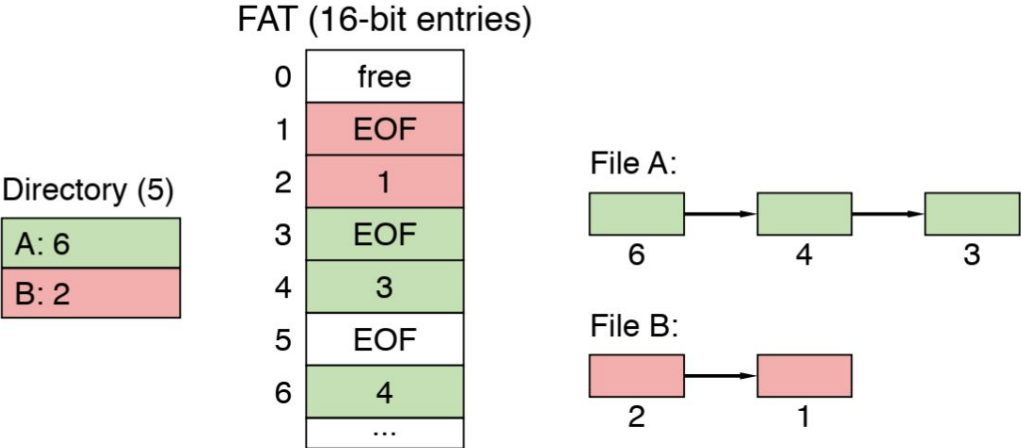 FAT (16-bit entries)
0 free
1 EOF
2 1
3 EOF
4 3
5 EOF
6 4
...
Directory (5)
A: 6
B: 2
File A:
6 4 3
File B:
2 1